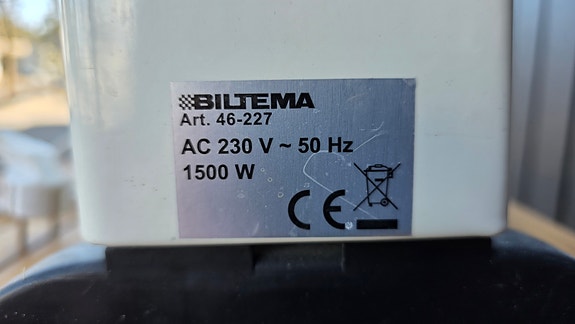 BILTEMA
Art. 46-227
AC 230 V ~ 50 Hz
1500 W
CE